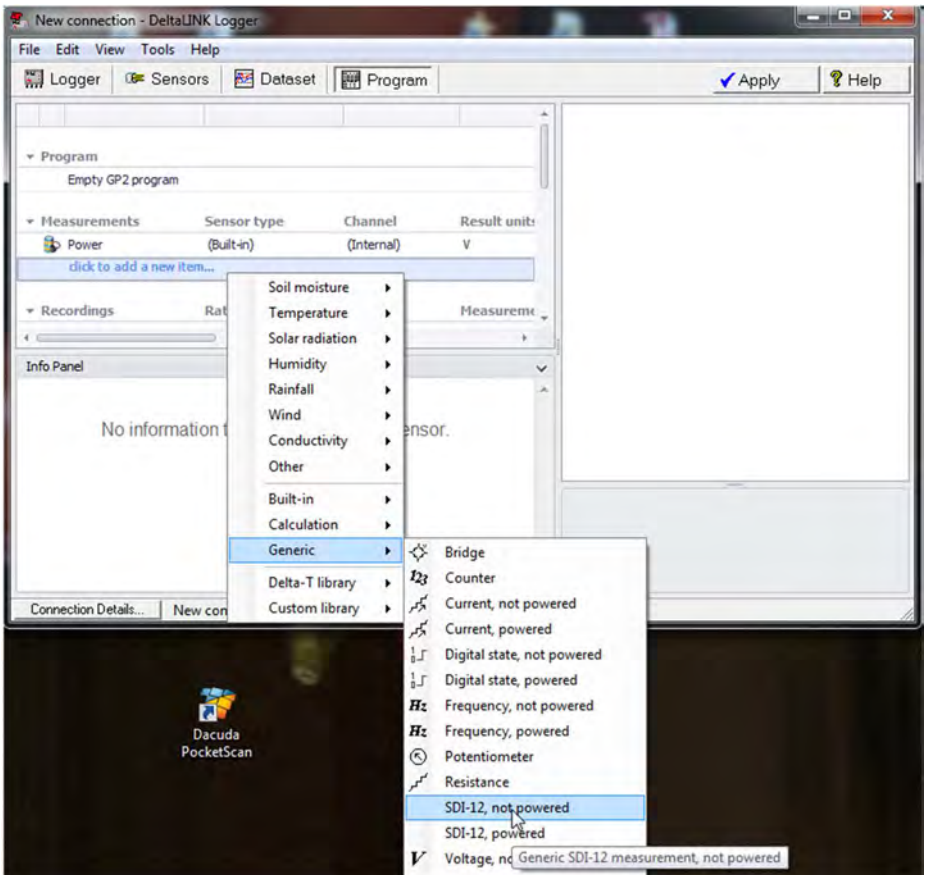 New connection - DeltaLINK Logger
File Edit View Tools Help
Logger Sensors Dataset Program Apply Help
Program
Empty GP2 program
Measurements Sensor type Channel Result units
Power (Built-in) (Internal) V
click to add a new item...
Recordings Rat Measureme
Info Panel
No information t ensor.
Soil moisture
Temperature
Solar radiation
Humidity
Rainfall
Wind
Conductivity
Other
Built-in
Calculation
Generic
Delta-T library
Custom library
Bridge
123 Counter
Current, not powered
Current, powered
Digital state, not powered
Digital state, powered
Hz Frequency, not powered
Hz Frequency, powered
Potentiometer
Resistance
SDI-12, not powered
SDI-12, powered
V Voltage, no
Generic SDI-12 measurement, not powered
Connection Details... New con
Dacuda
PocketScan